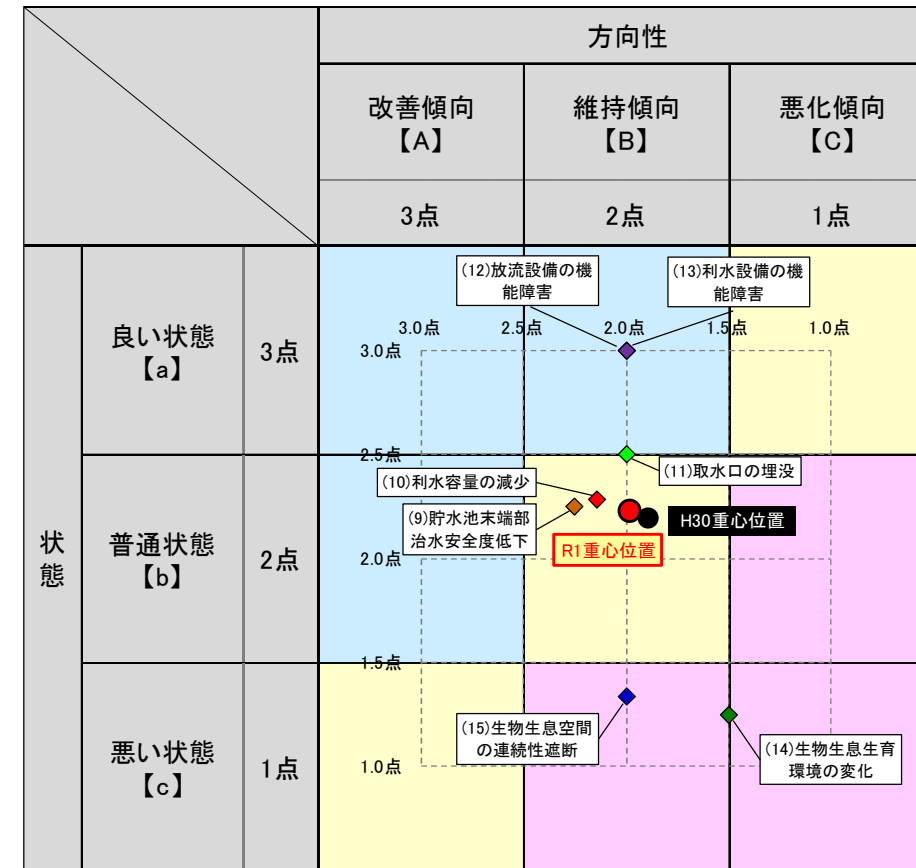 方向性
改善傾向
【A】
維持傾向
【B】
悪化傾向
【C】
3点
2点
1点
状
態
良い状態
【a】
3点
普通状態
【b】
2点
悪い状態
【c】
1点
(12)放流設備の機
能障害
(13)利水設備の機
能障害
3.0点
2.5点
2.0点
1.5点
1.0点
3.0点
2.5点
(11)取水口の埋没
(10)利水容量の減少
(9)貯水池末端部
治水安全度低下
H30重心位置
R1重心位置
2.0点
1.5点
(15)生物生息空間
の連続性遮断
(14)生物生息生育
環境の変化
1.0点